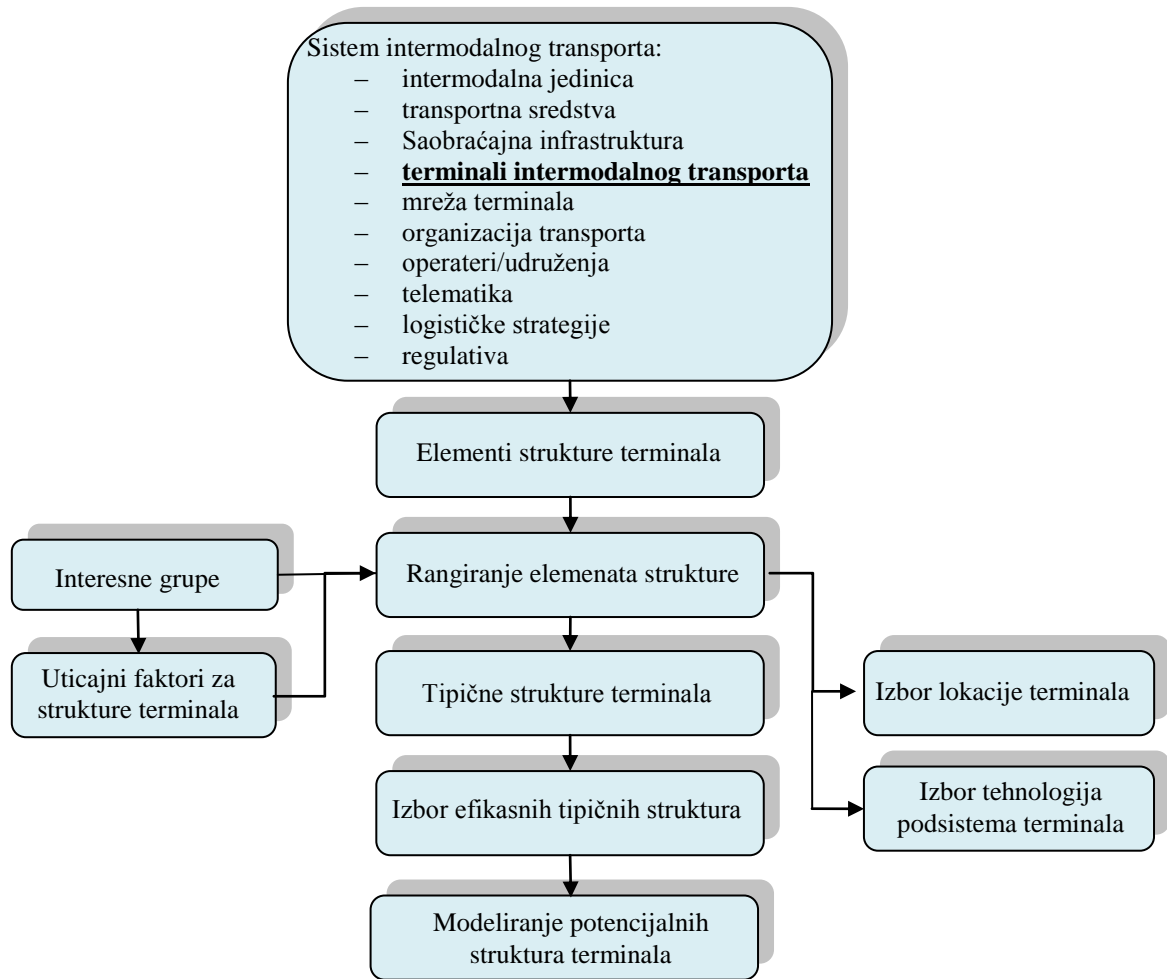 Sistem intermodalnog transporta:
– intermodalna jedinica
– transportna sredstva
– Saobraćajna infrastruktura
– terminali intermodalnog transporta
– mreža terminala
– organizacija transporta
– operateri/udruženja
– telematika
– logističke strategije
– regulativa
Elementi strukture terminala
Interesne grupe
Rangiranje elemenata strukture
Uticajni faktori za
strukture terminala
Tipične strukture terminala
Izbor lokacije terminala
Izbor efikasnih tipičnih struktura
Izbor tehnologija
podsistema terminala
Modeliranje potencijalnih
struktura terminala